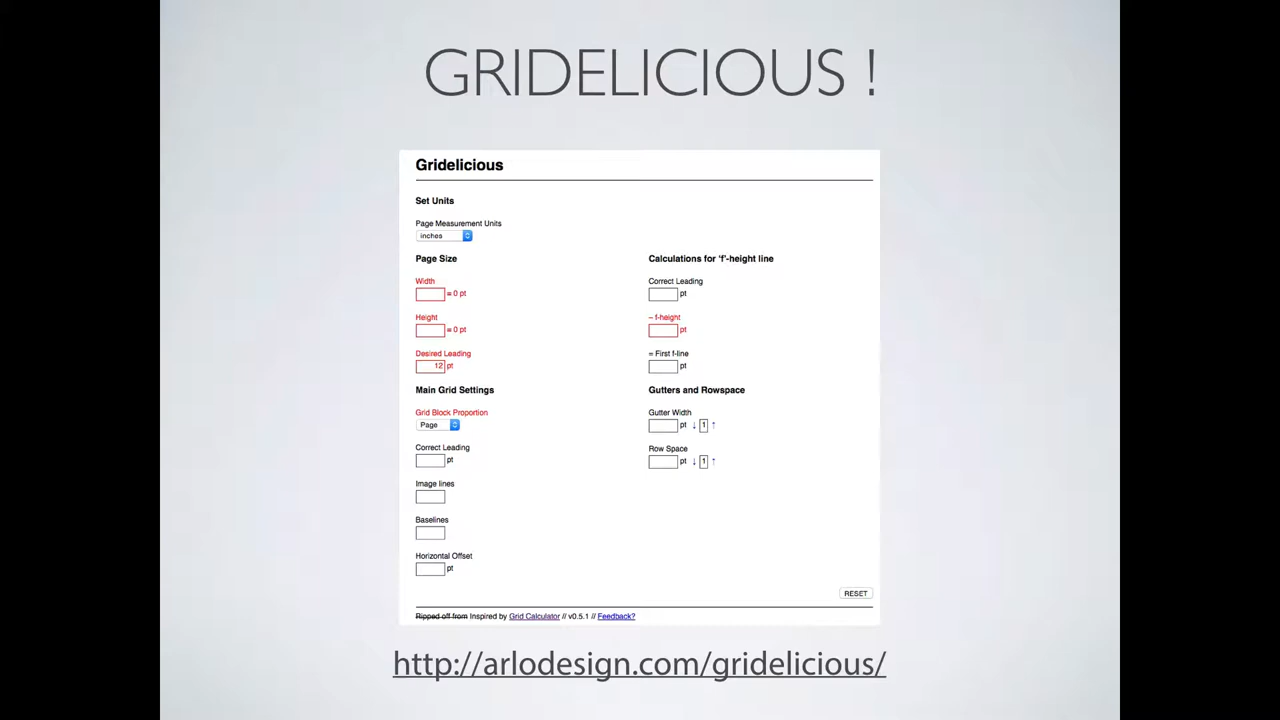 GRIDELICIOUS !
Gridelicious
Set Units
Page Measurement Units
inches
Page Size
Width
= 0 pt
Height
= 0 pt
Desired Leading
12 pt
Main Grid Settings
Grid Block Proportion
Page
Correct Leading
pt
Image lines
Baselines
Horizontal Offset
pt
Calculations for 'f'-height line
Correct Leading
pt
– f-height
pt
= First f-line
pt
Gutters and Rowspace
Gutter Width
pt ↓ 1 ↑
Row Space
pt ↓ 1 ↑
RESET
Ripped off from Inspired by Grid Calculator // v0.5.1 // Feedback?
http://arlodesign.com/gridelicious/